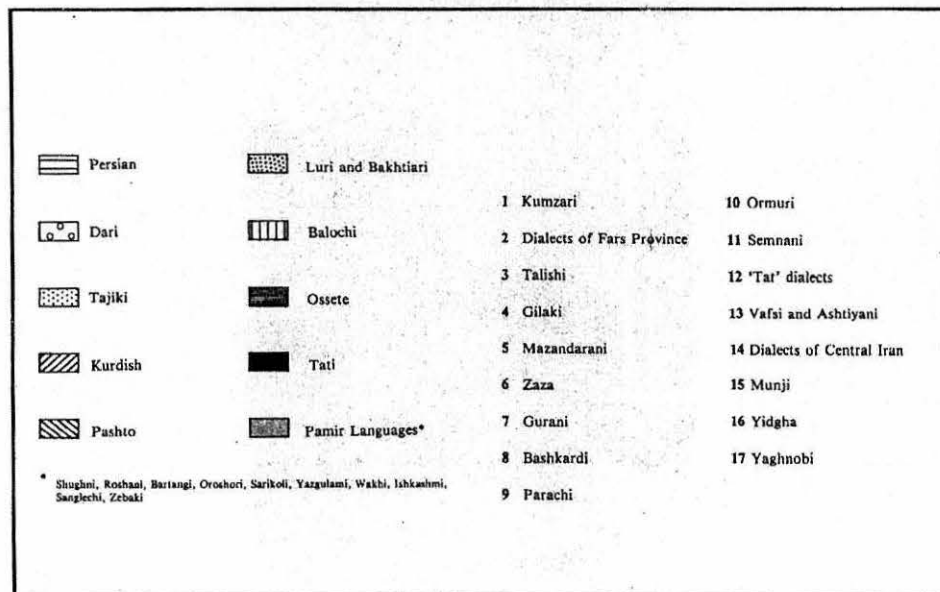 Persian
Dari
Tajiki
Kurdish
Pashto
Luri and Bakhtiari
Balochi
Ossete
Tati
Pamir Languages*
* Shughni, Roshani, Bartangi, Oroshori, Sarikoli, Yazgulami, Wakhi, Ishkashmi,
Sanglechi, Zebaki
1 Kumzari
2 Dialects of Fars Province
3 Talishi
4 Gilaki
5 Mazandarani
6 Zaza
7 Gurani
8 Bashkardi
9 Parachi
10 Ormuri
11 Semnani
12 'Tat' dialects
13 Vafsi and Ashtiyani
14 Dialects of Central Iran
15 Munji
16 Yidgha
17 Yaghnobi